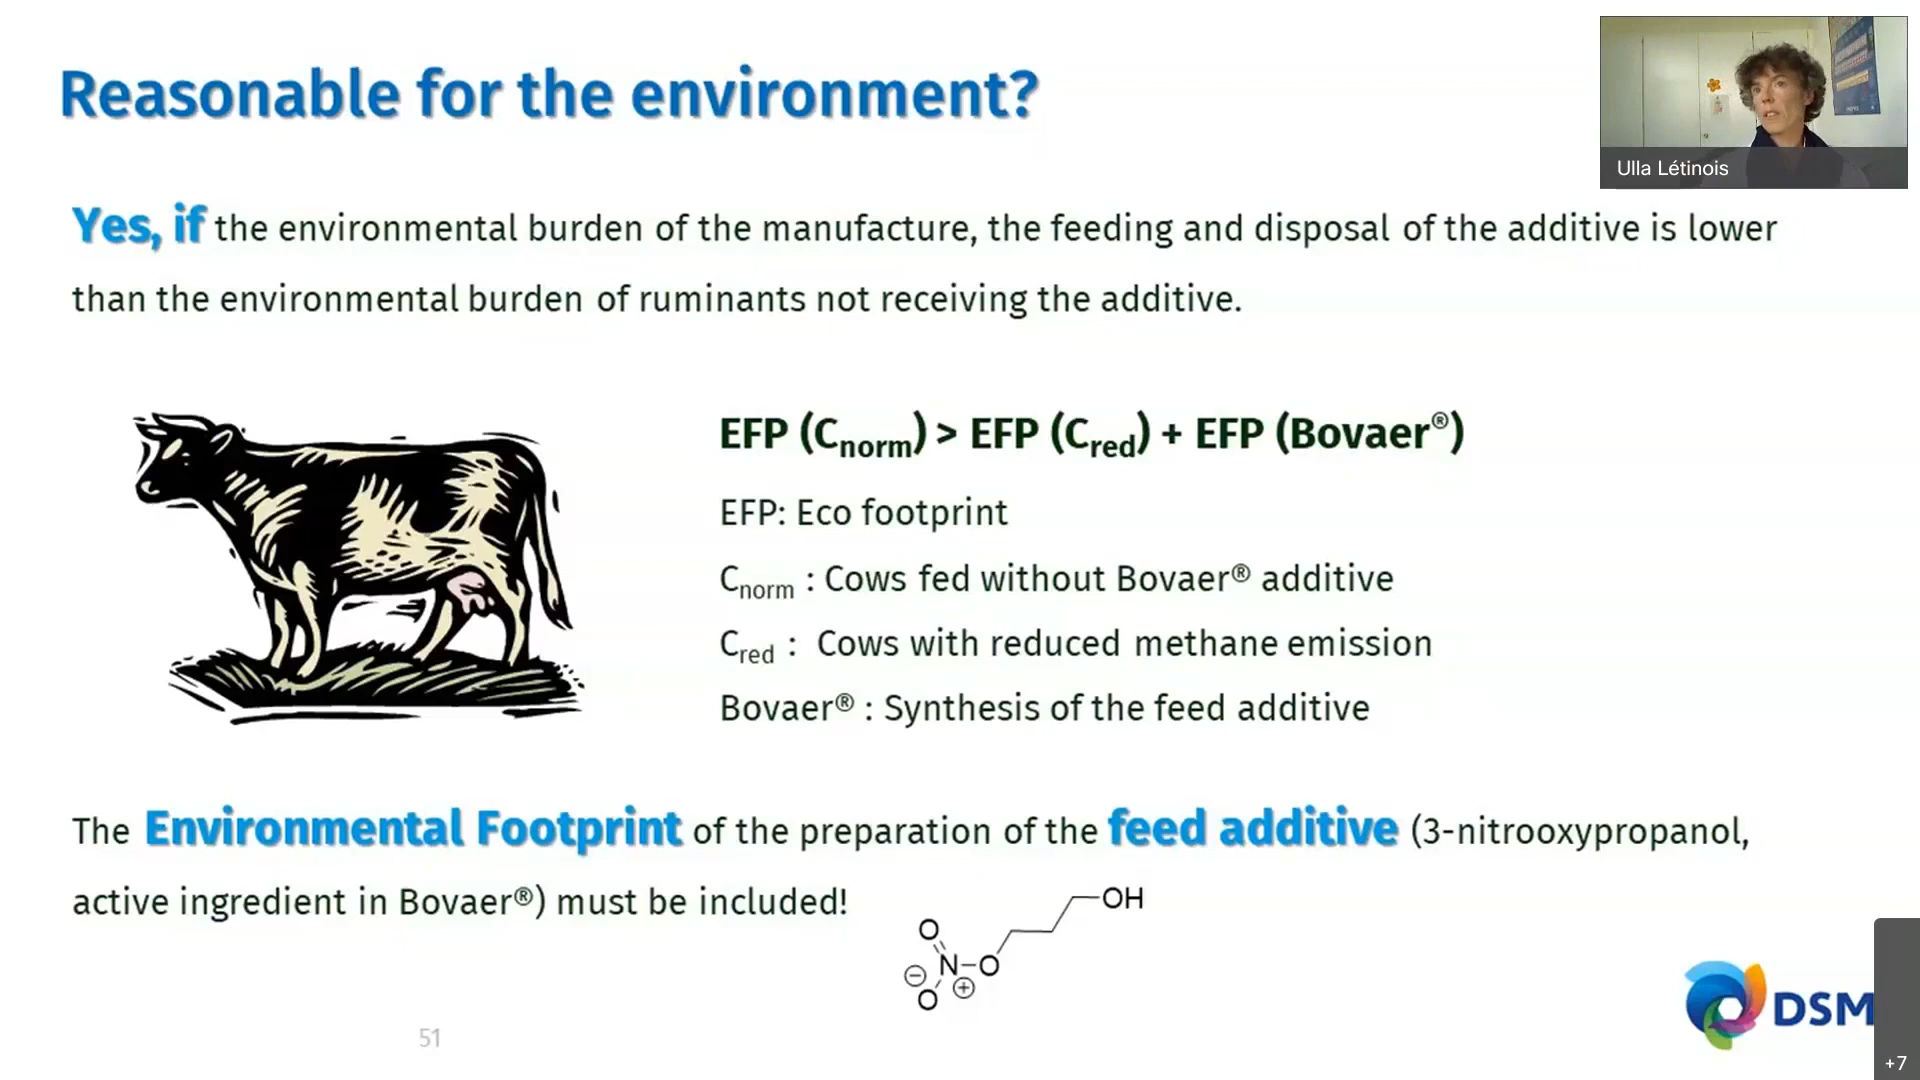 Reasonable for the environment?
Ulla Létinois
Yes, if the environmental burden of the manufacture, the feeding and disposal of the additive is lower
than the environmental burden of ruminants not receiving the additive.
EFP (Cnorm) > EFP (Cred) + EFP (Bovaer®)
EFP: Eco footprint
Cnorm : Cows fed without Bovaer® additive
Cred : Cows with reduced methane emission
Bovaer® : Synthesis of the feed additive
The Environmental Footprint of the preparation of the feed additive (3-nitrooxypropanol,
active ingredient in Bovaer®) must be included!
OH
O
N–O
⊖ ⊕
O
DSM
51
+7